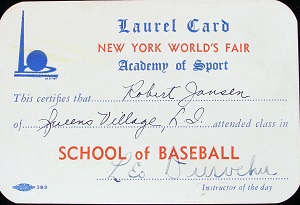 Laurel Card
NEW YORK WORLD'S FAIR
Academy of Sport
This certifies that Robert Jansen
of Queens Village, L.I. attended class in
SCHOOL of BASEBALL
Leo Durocher
393 Instructor of the day